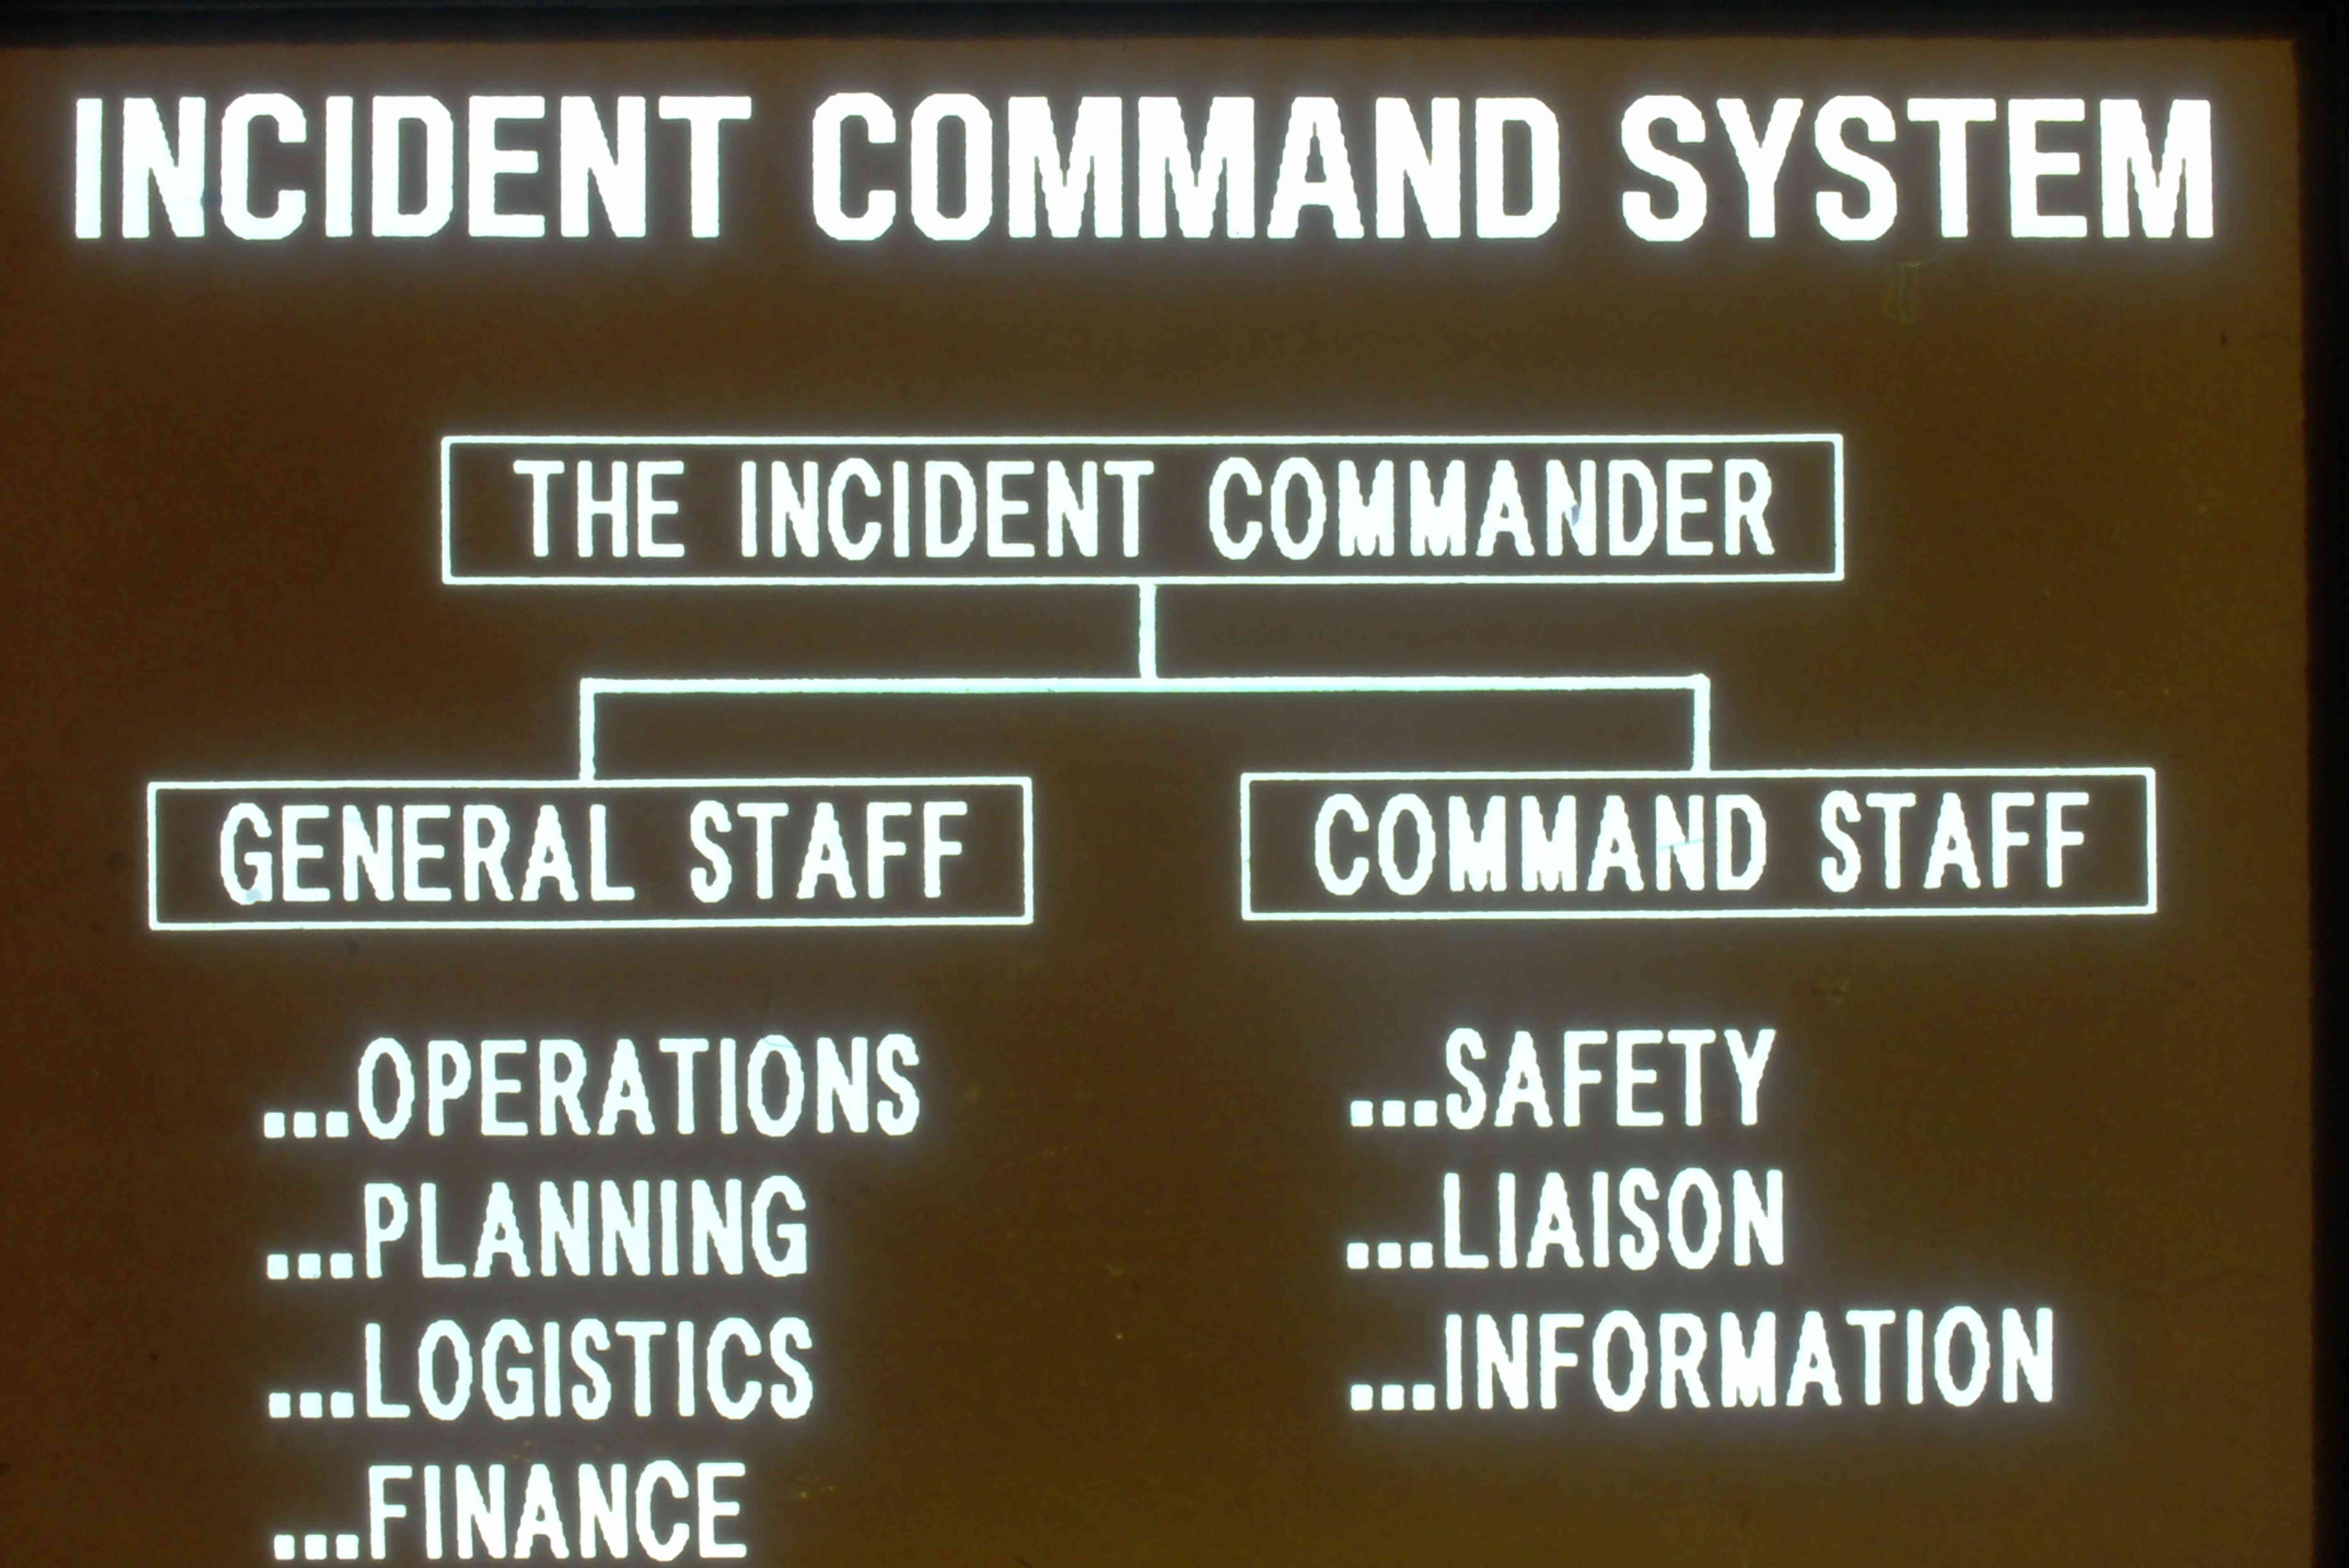 INCIDENT COMMAND SYSTEM
THE INCIDENT COMMANDER
GENERAL STAFF
...OPERATIONS
...PLANNING
...LOGISTICS
...FINANCE
COMMAND STAFF
...SAFETY
...LIAISON
...INFORMATION